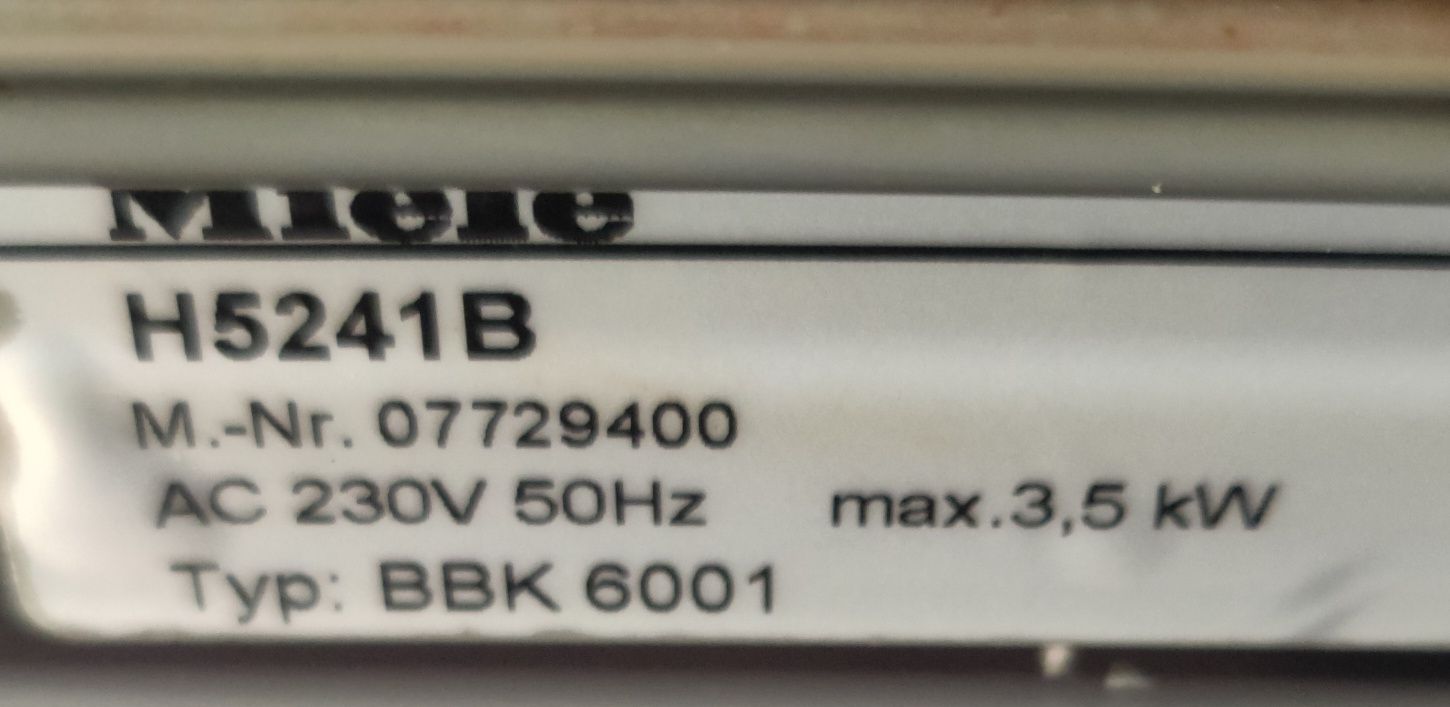 Miele
H5241B
M.-Nr. 07729400
AC 230V 50Hz max.3,5 kW
Typ: BBK 6001